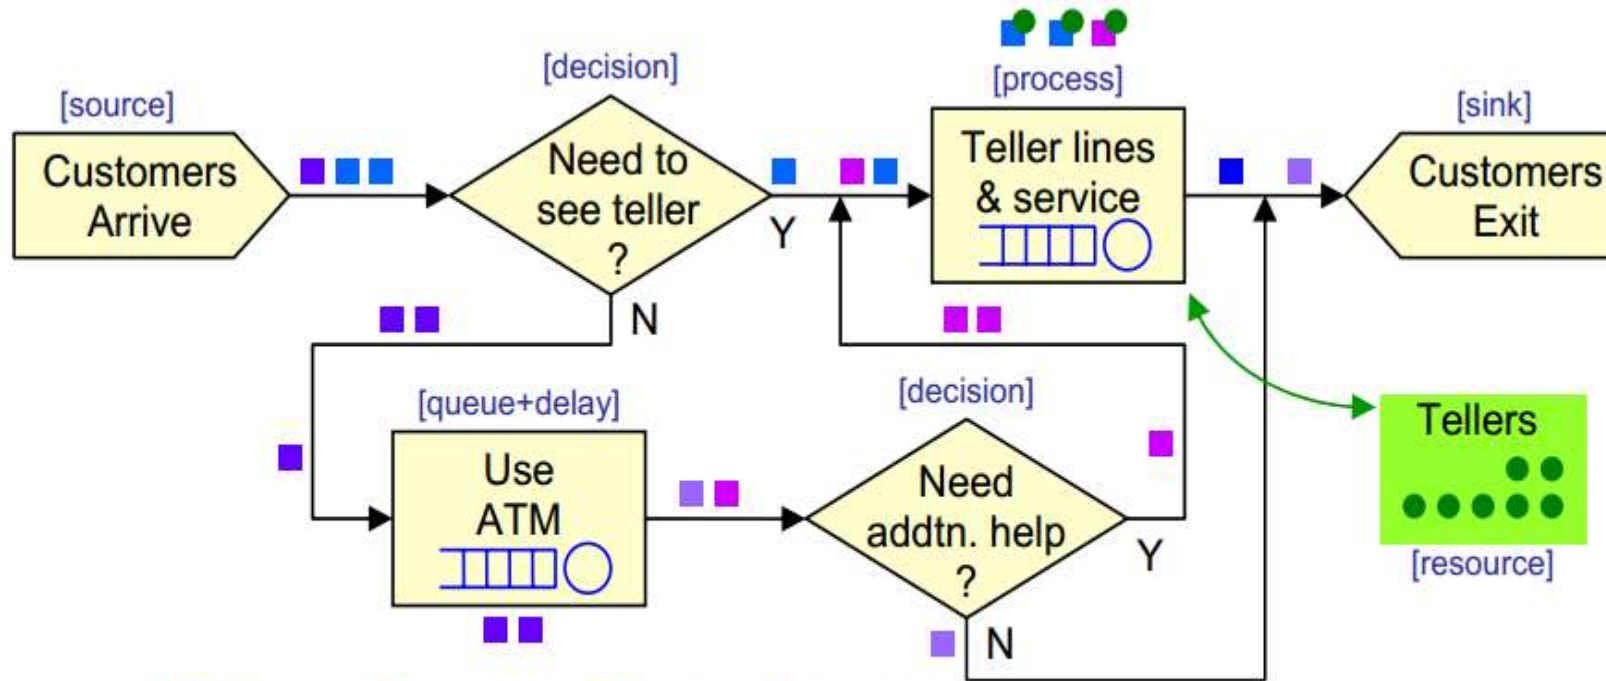 [source]
Customers
Arrive
[decision]
Need to
see teller
?
Y
N
[process]
Teller lines
& service
[sink]
Customers
Exit
[queue+delay]
Use
ATM
[decision]
Need
addtn. help
?
Y
N
Tellers
[resource]